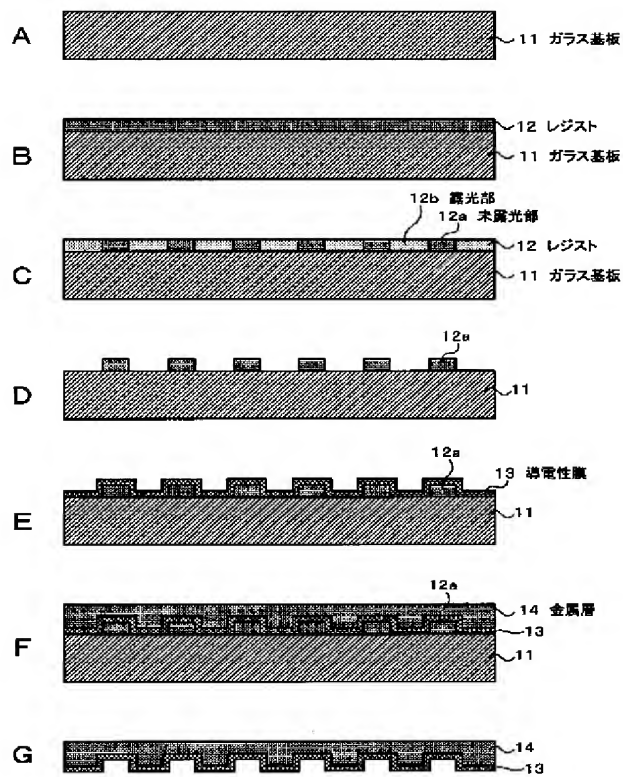 A
11 ガラス基板
B
12 レジスト
11 ガラス基板
12b 露光部
12a 未露光部
C
12 レジスト
11 ガラス基板
D
12a
11
E
12a
13 導電性膜
11
F
12a
14 金属層
13
11
G
14
13